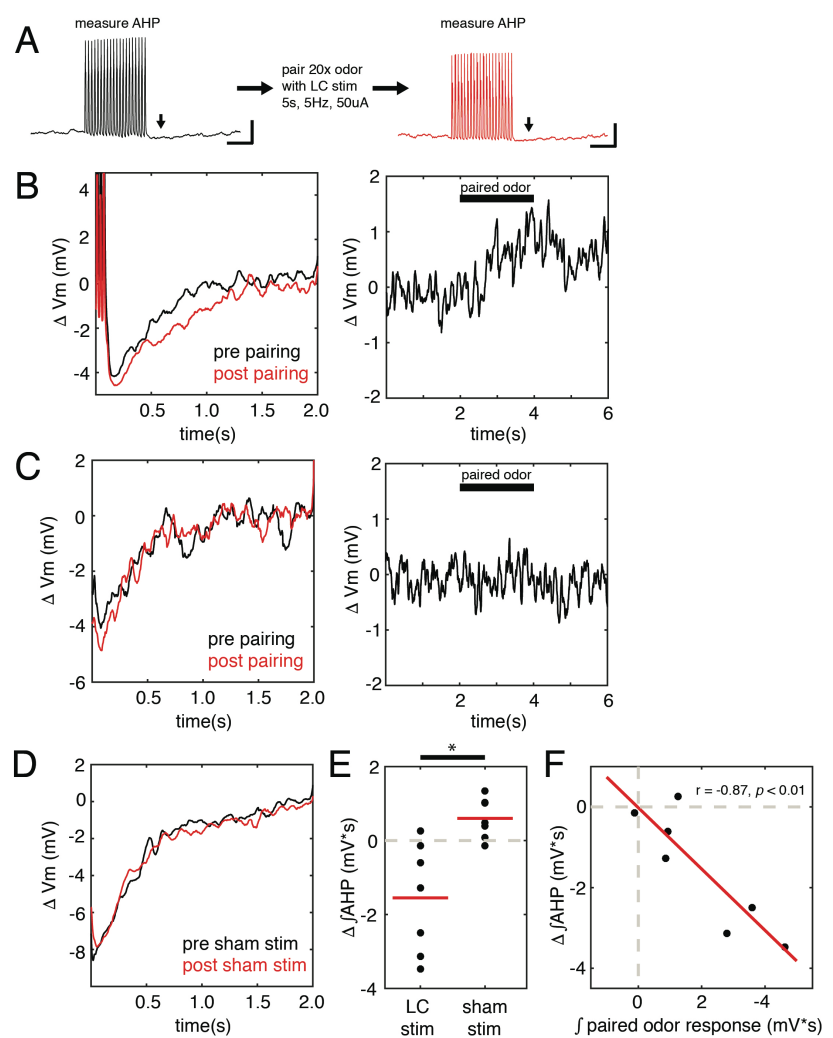 A
measure AHP
pair 20x odor
with LC stim
5s, 5Hz, 50uA
measure AHP
B
Δ Vm (mV)
4
2
0
-2
-4
pre pairing
post pairing
0.5
1.0
1.5
2.0
time(s)
Δ Vm (mV)
2
1
0
-1
-2
paired odor
2
4
6
time(s)
C
Δ Vm (mV)
2
0
-2
-4
-6
pre pairing
post pairing
0.5
1.0
1.5
2.0
time(s)
Δ Vm (mV)
2
1
0
-1
-2
paired odor
2
4
6
time(s)
D
Δ Vm (mV)
2
0
-2
-4
-6
-8
pre sham stim
post sham stim
0.5
1.0
1.5
2.0
time(s)
E
Δ ∫AHP (mV*s)
2
0
-2
-4
*
LC
stim
sham
stim
F
Δ ∫AHP (mV*s)
0
-2
-4
r = -0.87, p < 0.01
0
2
-4
∫ paired odor response (mV*s)